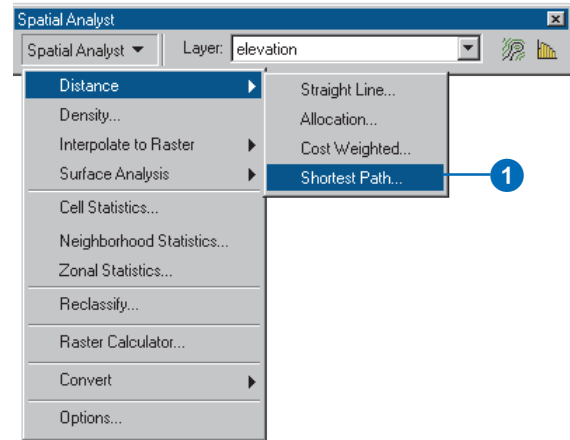 Spatial Analyst
Spatial Analyst Layer: elevation
Distance
Density...
Interpolate to Raster
Surface Analysis
Cell Statistics...
Neighborhood Statistics...
Zonal Statistics...
Reclassify...
Raster Calculator...
Convert
Options...
Straight Line...
Allocation...
Cost Weighted...
Shortest Path...
1